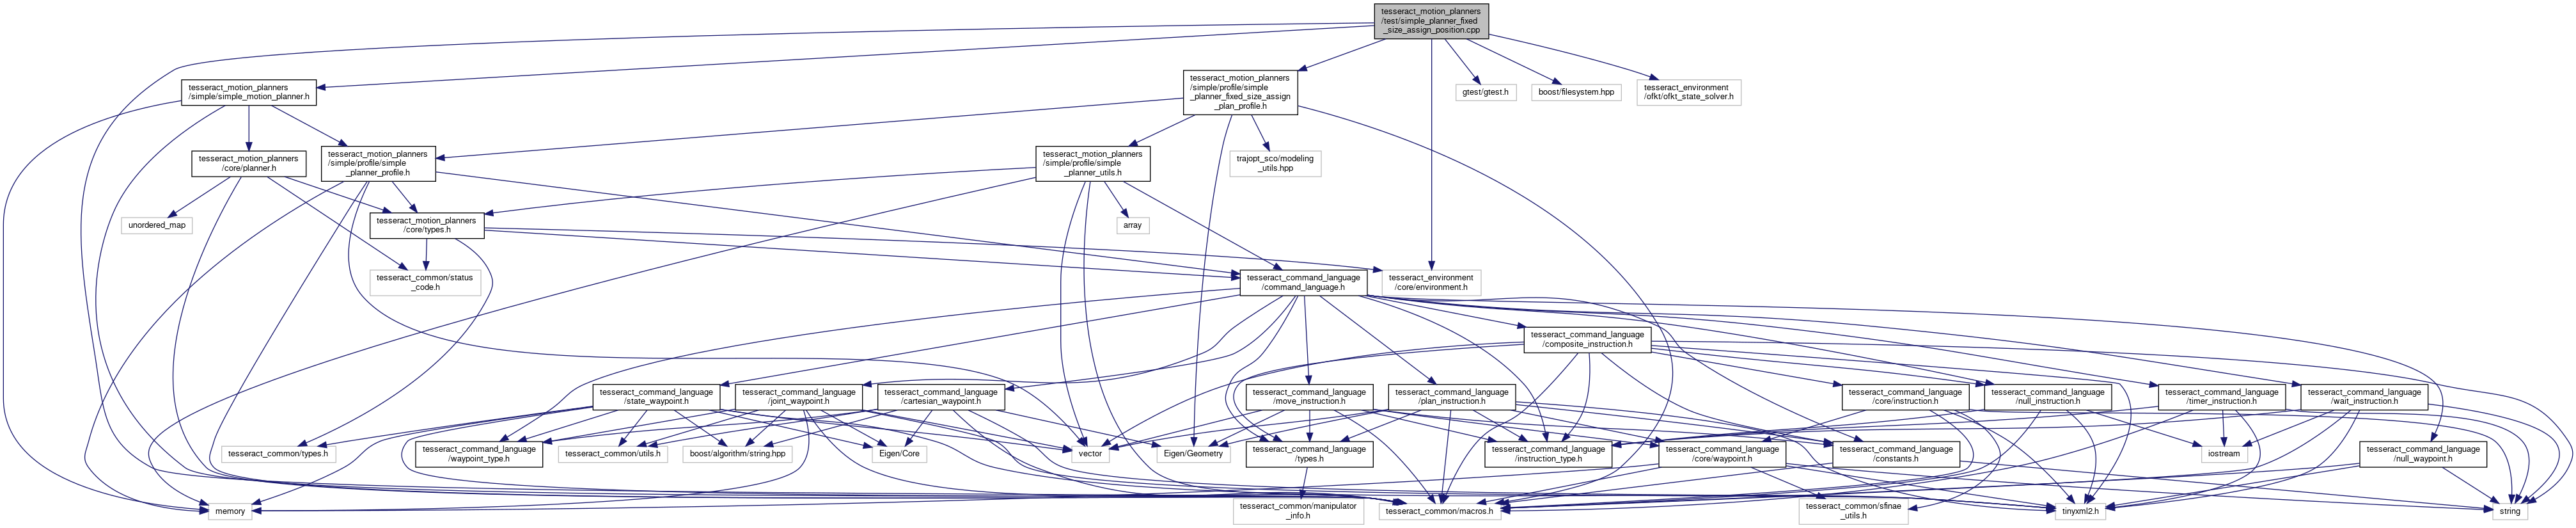 tesseract_motion_planners
/test/simple_planner_fixed
_size_assign_position.cpp
tesseract_motion_planners
/simple/simple_motion_planner.h
tesseract_motion_planners
/simple/profile/simple
_planner_fixed_size_assign
_plan_profile.h
gtest/gtest.h
boost/filesystem.hpp
tesseract_environment
/ofkt/ofkt_state_solver.h
tesseract_motion_planners
/core/planner.h
tesseract_motion_planners
/simple/profile/simple
_planner_profile.h
tesseract_motion_planners
/simple/profile/simple
_planner_utils.h
trajopt_sco/modeling
_utils.hpp
unordered_map
tesseract_motion_planners
/core/types.h
array
tesseract_common/status
_code.h
tesseract_command_language
/command_language.h
tesseract_environment
/core/environment.h
tesseract_command_language
/composite_instruction.h
tesseract_command_language
/state_waypoint.h
tesseract_command_language
/joint_waypoint.h
tesseract_command_language
/cartesian_waypoint.h
tesseract_command_language
/move_instruction.h
tesseract_command_language
/plan_instruction.h
tesseract_command_language
/core/instruction.h
tesseract_command_language
/null_instruction.h
tesseract_command_language
/timer_instruction.h
tesseract_command_language
/wait_instruction.h
tesseract_common/types.h
tesseract_command_language
/waypoint_type.h
tesseract_common/utils.h
boost/algorithm/string.hpp
Eigen/Core
vector
Eigen/Geometry
tesseract_command_language
/types.h
tesseract_command_language
/instruction_type.h
tesseract_command_language
/core/waypoint.h
tesseract_command_language
/constants.h
iostream
tesseract_command_language
/null_waypoint.h
memory
tesseract_common/manipulator
_info.h
tesseract_common/macros.h
tesseract_common/sfinae
_utils.h
tinyxml2.h
string